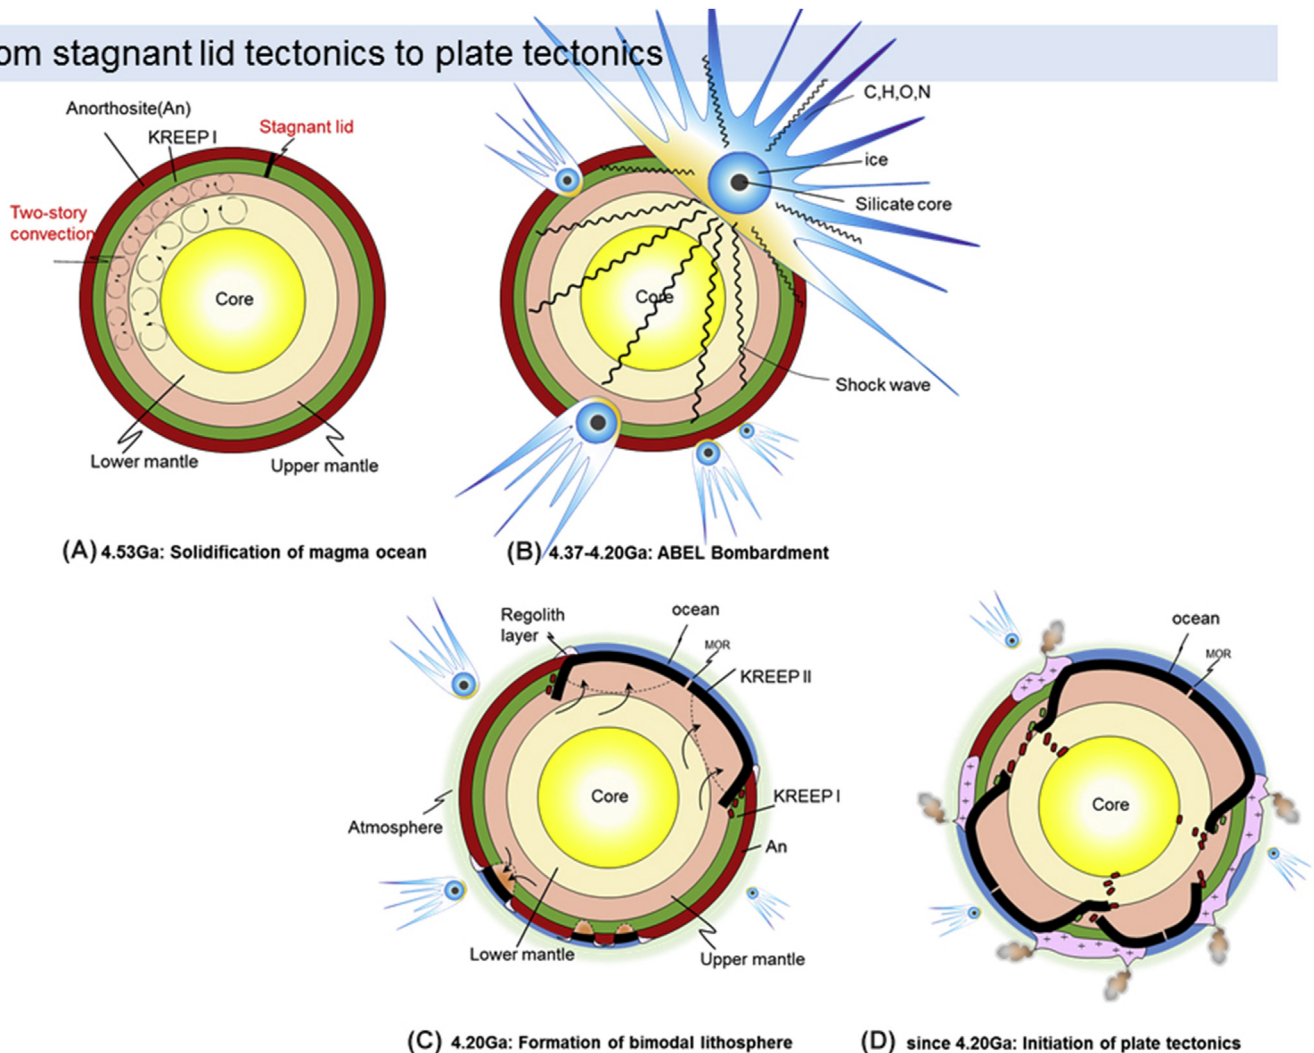 om stagnant lid tectonics to plate tectonics
Anorthosite(An)
KREEP I
Stagnant lid
Two-story
convection
Core
Lower mantle
Upper mantle
(A) 4.53Ga: Solidification of magma ocean
C,H,O,N
ice
Silicate core
Core
Shock wave
(B) 4.37-4.20Ga: ABEL Bombardment
Regolith
layer
ocean
MOR
KREEP II
Core
KREEP I
Atmosphere
An
Lower mantle
Upper mantle
(C) 4.20Ga: Formation of bimodal lithosphere
ocean
MOR
Core
(D) since 4.20Ga: Initiation of plate tectonics